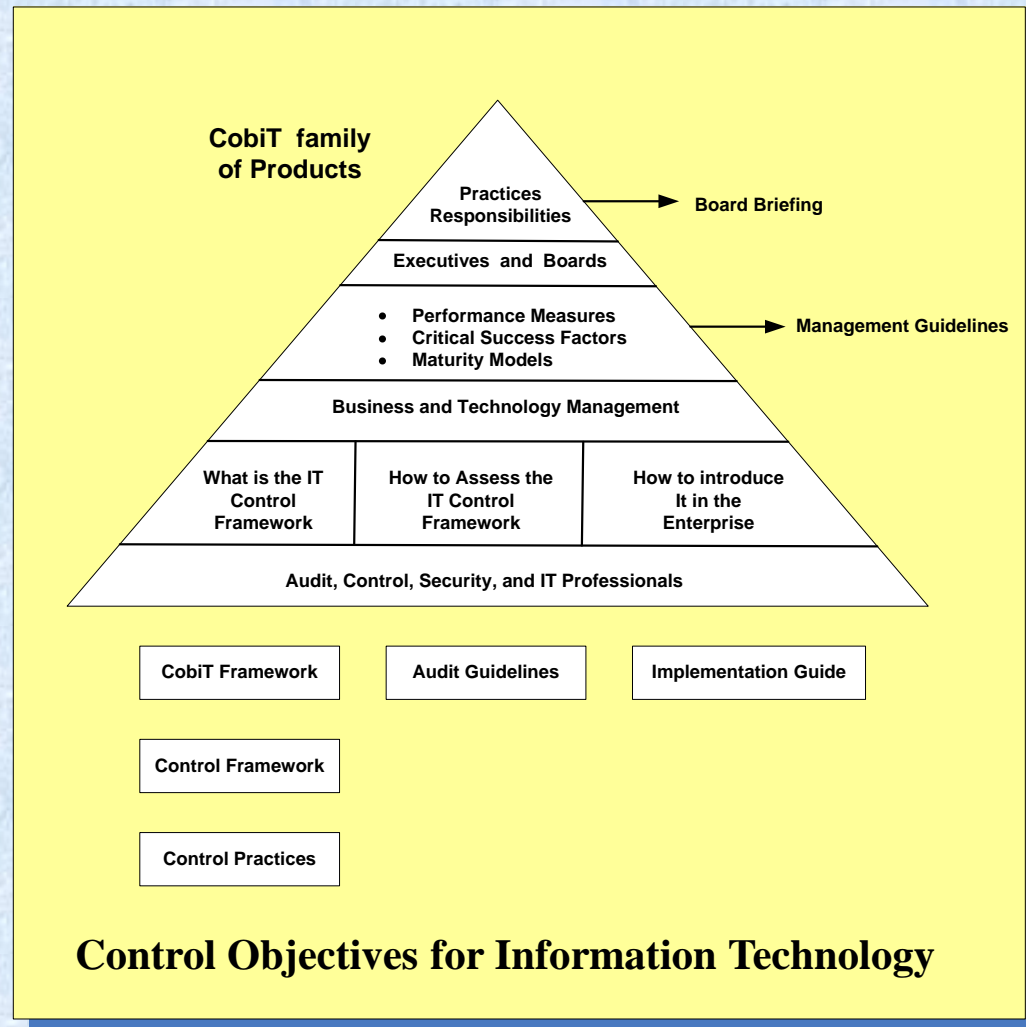 CobiT family
of Products
Practices
Responsibilities
Board Briefing
Executives and Boards
• Performance Measures
• Critical Success Factors
• Maturity Models
Management Guidelines
Business and Technology Management
What is the IT
Control
Framework
How to Assess the
IT Control
Framework
How to introduce
It in the
Enterprise
Audit, Control, Security, and IT Professionals
CobiT Framework
Audit Guidelines
Implementation Guide
Control Framework
Control Practices
Control Objectives for Information Technology